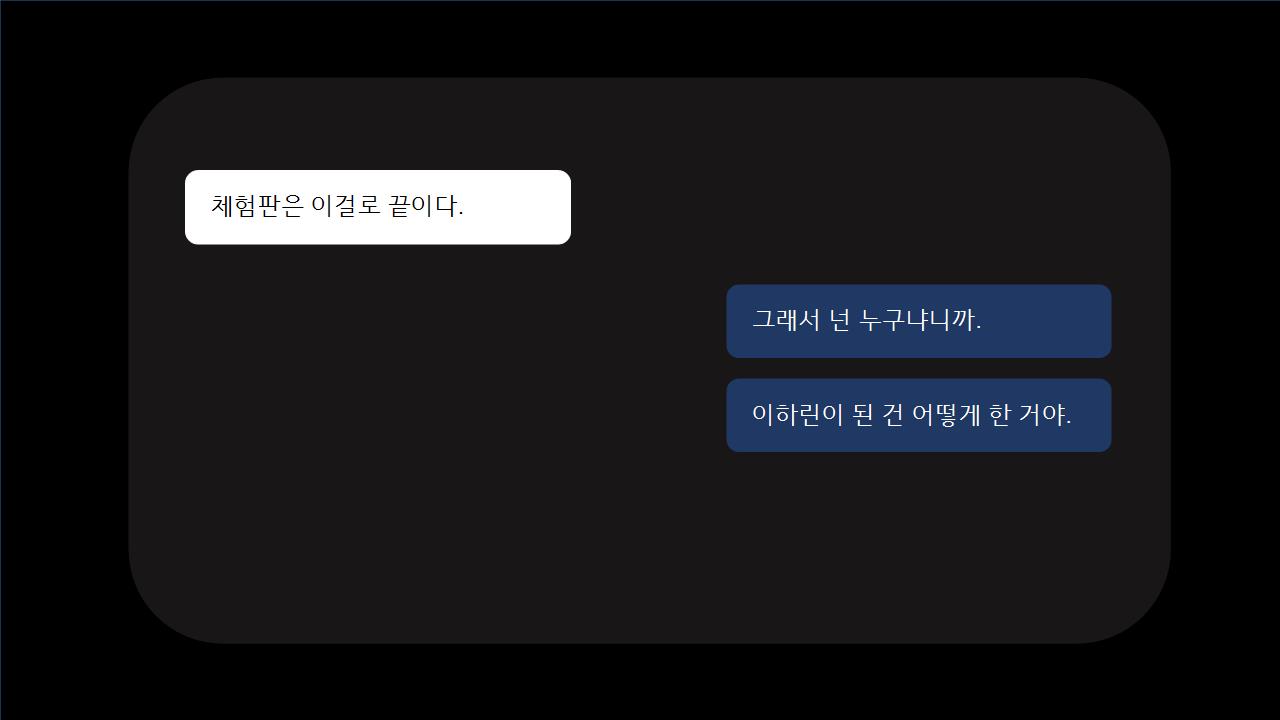 체험판은 이걸로 끝이다.
그래서 넌 누구냐니까.
이하린이 된 건 어떻게 한 거야.